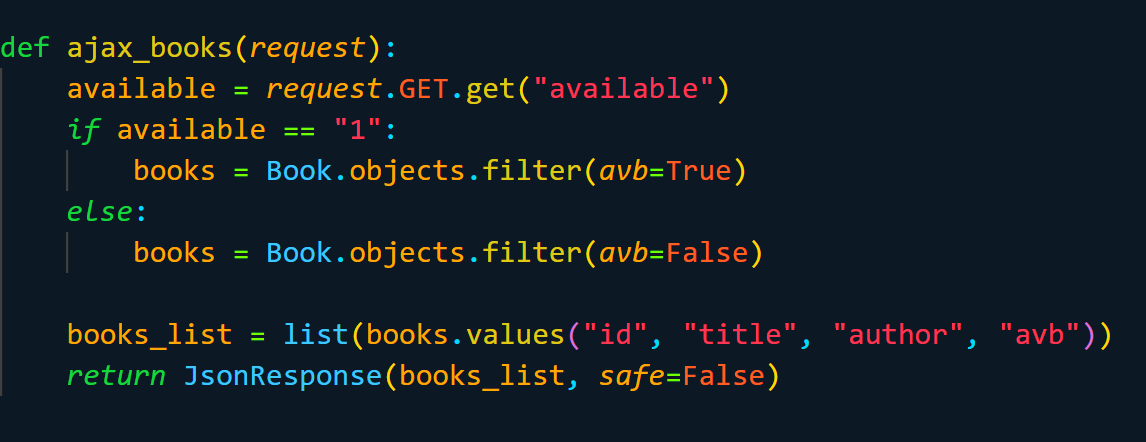 def ajax_books(request):
    available = request.GET.get("available")
    if available == "1":
        books = Book.objects.filter(avb=True)
    else:
        books = Book.objects.filter(avb=False)

    books_list = list(books.values("id", "title", "author", "avb"))
    return JsonResponse(books_list, safe=False)